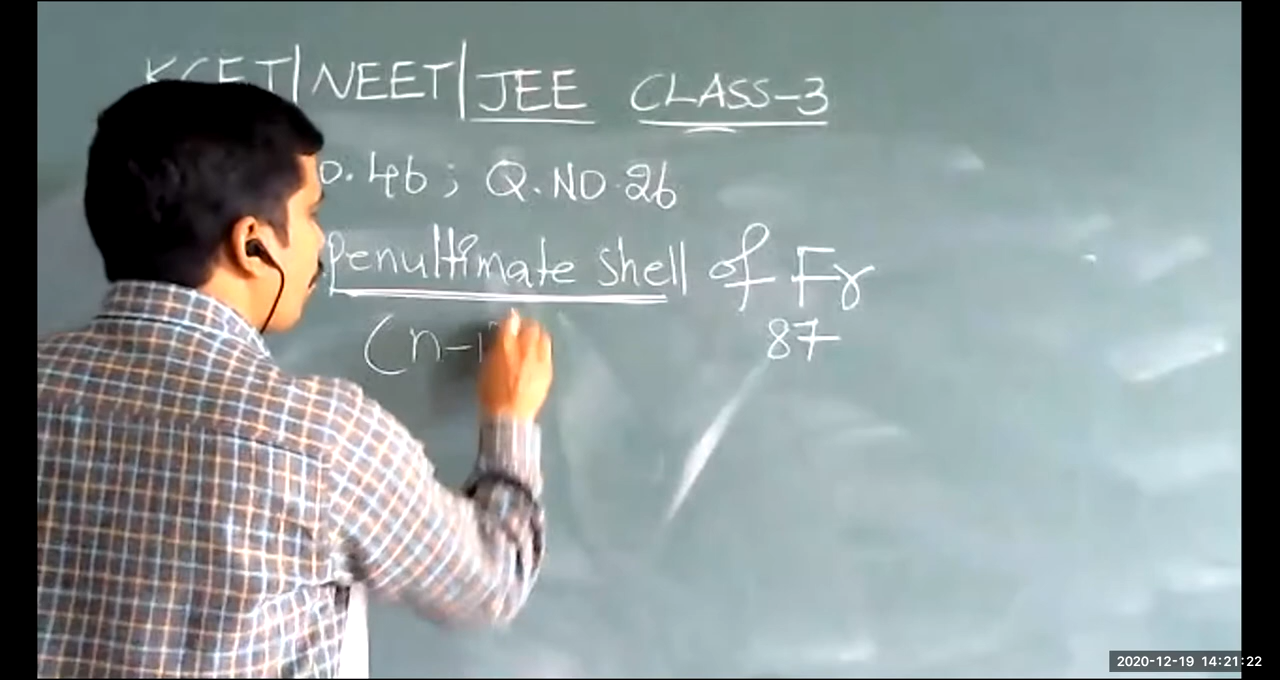 KCET|NEET|JEE CLASS-3
o. 46; Q.NO.26
Penultimate shell of Fr
(n-1) 87
2020-12-19 14:21:22